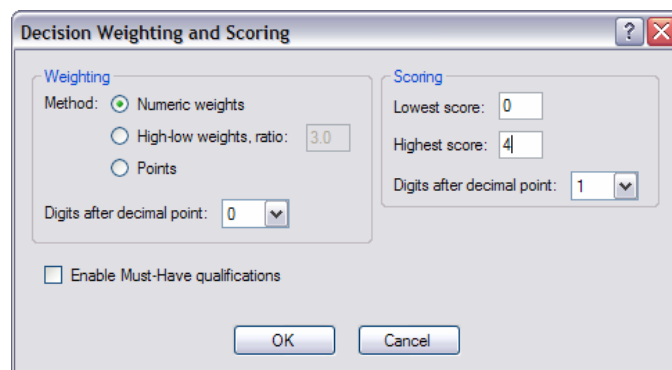 Decision Weighting and Scoring
?
X
Weighting
Method: Numeric weights
High-low weights, ratio: 3.0
Points
Digits after decimal point: 0
Scoring
Lowest score: 0
Highest score: 4
Digits after decimal point: 1
Enable Must-Have qualifications
OK
Cancel